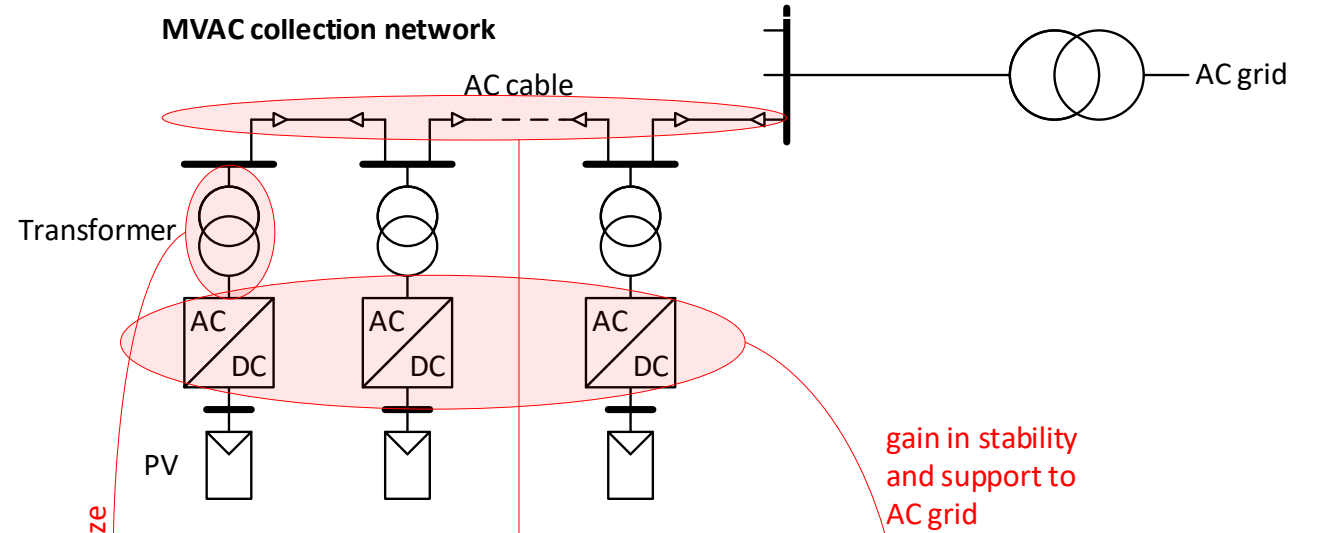 MVAC collection network
AC cable
AC grid
Transformer
AC
DC
AC
DC
AC
DC
PV
gain in stability
and support to
AC grid
ze